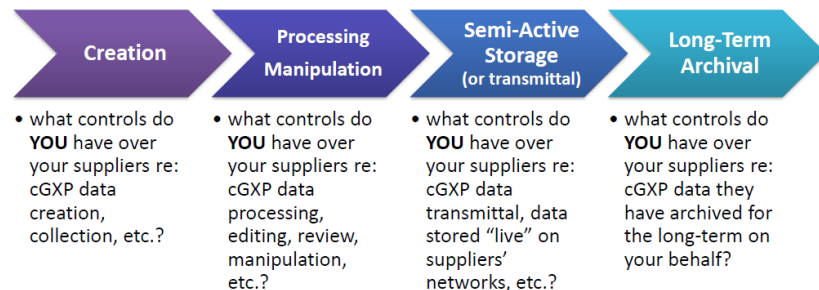 Creation
Processing
Manipulation
Semi-Active
Storage
(or transmittal)
Long-Term
Archival
• what controls do
YOU have over
your suppliers re:
cGXP data
creation,
collection, etc.?
• what controls do
YOU have over
your suppliers re:
cGXP data
processing,
editing, review,
manipulation,
etc.?
• what controls do
YOU have over
your suppliers re:
cGXP data
transmittal, data
stored “live” on
suppliers’
networks, etc.?
• what controls do
YOU have over
your suppliers re:
cGXP data they
have archived for
the long-term on
your behalf?